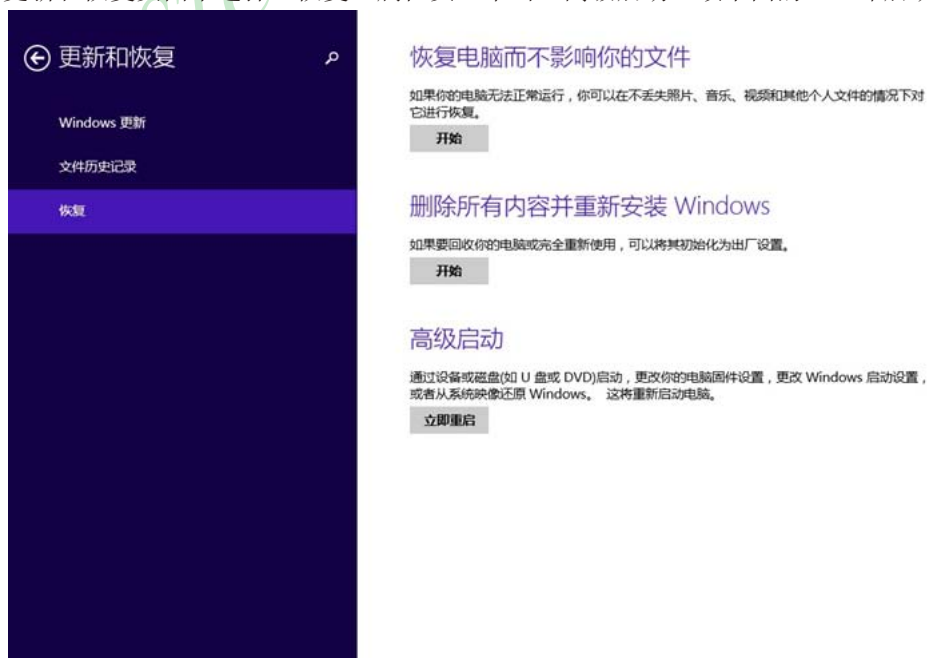 更新和恢复
Windows 更新
文件历史记录
恢复
恢复电脑而不影响你的文件
如果你的电脑无法正常运行，你可以在不丢失照片、音乐、视频和其他个人文件的情况下对
它进行恢复。
开始
删除所有内容并重新安装 Windows
如果要回收你的电脑或完全重新使用，可以将其初始化为出厂设置。
开始
高级启动
通过设备或磁盘(如 U 盘或 DVD)启动，更改你的电脑固件设置，更改 Windows 启动设置，
或者从系统映像还原 Windows。 这将重新启动电脑。
立即重启